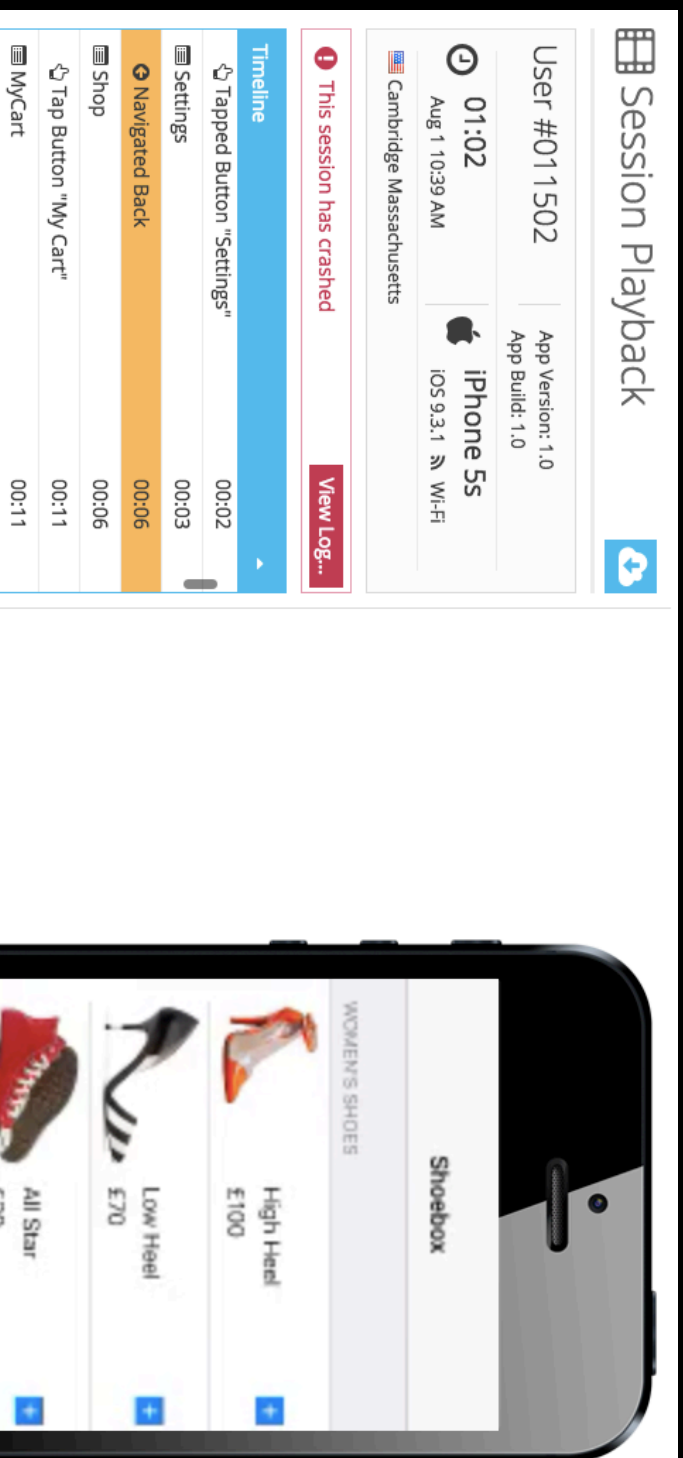 Session Playback
User #011502
App Version: 1.0
App Build: 1.0
01:02
Aug 1 10:39 AM
iPhone 5s
iOS 9.3.1 Wi-Fi
Cambridge Massachusetts
This session has crashed
View Log...
Timeline
Tapped Button "Settings" 00:02
Settings 00:03
Navigated Back 00:06
Shop 00:06
Tap Button "My Cart" 00:11
MyCart 00:11
Shoebox
WOMEN'S SHOES
High Heel
£100
Low Heel
£70
All Star